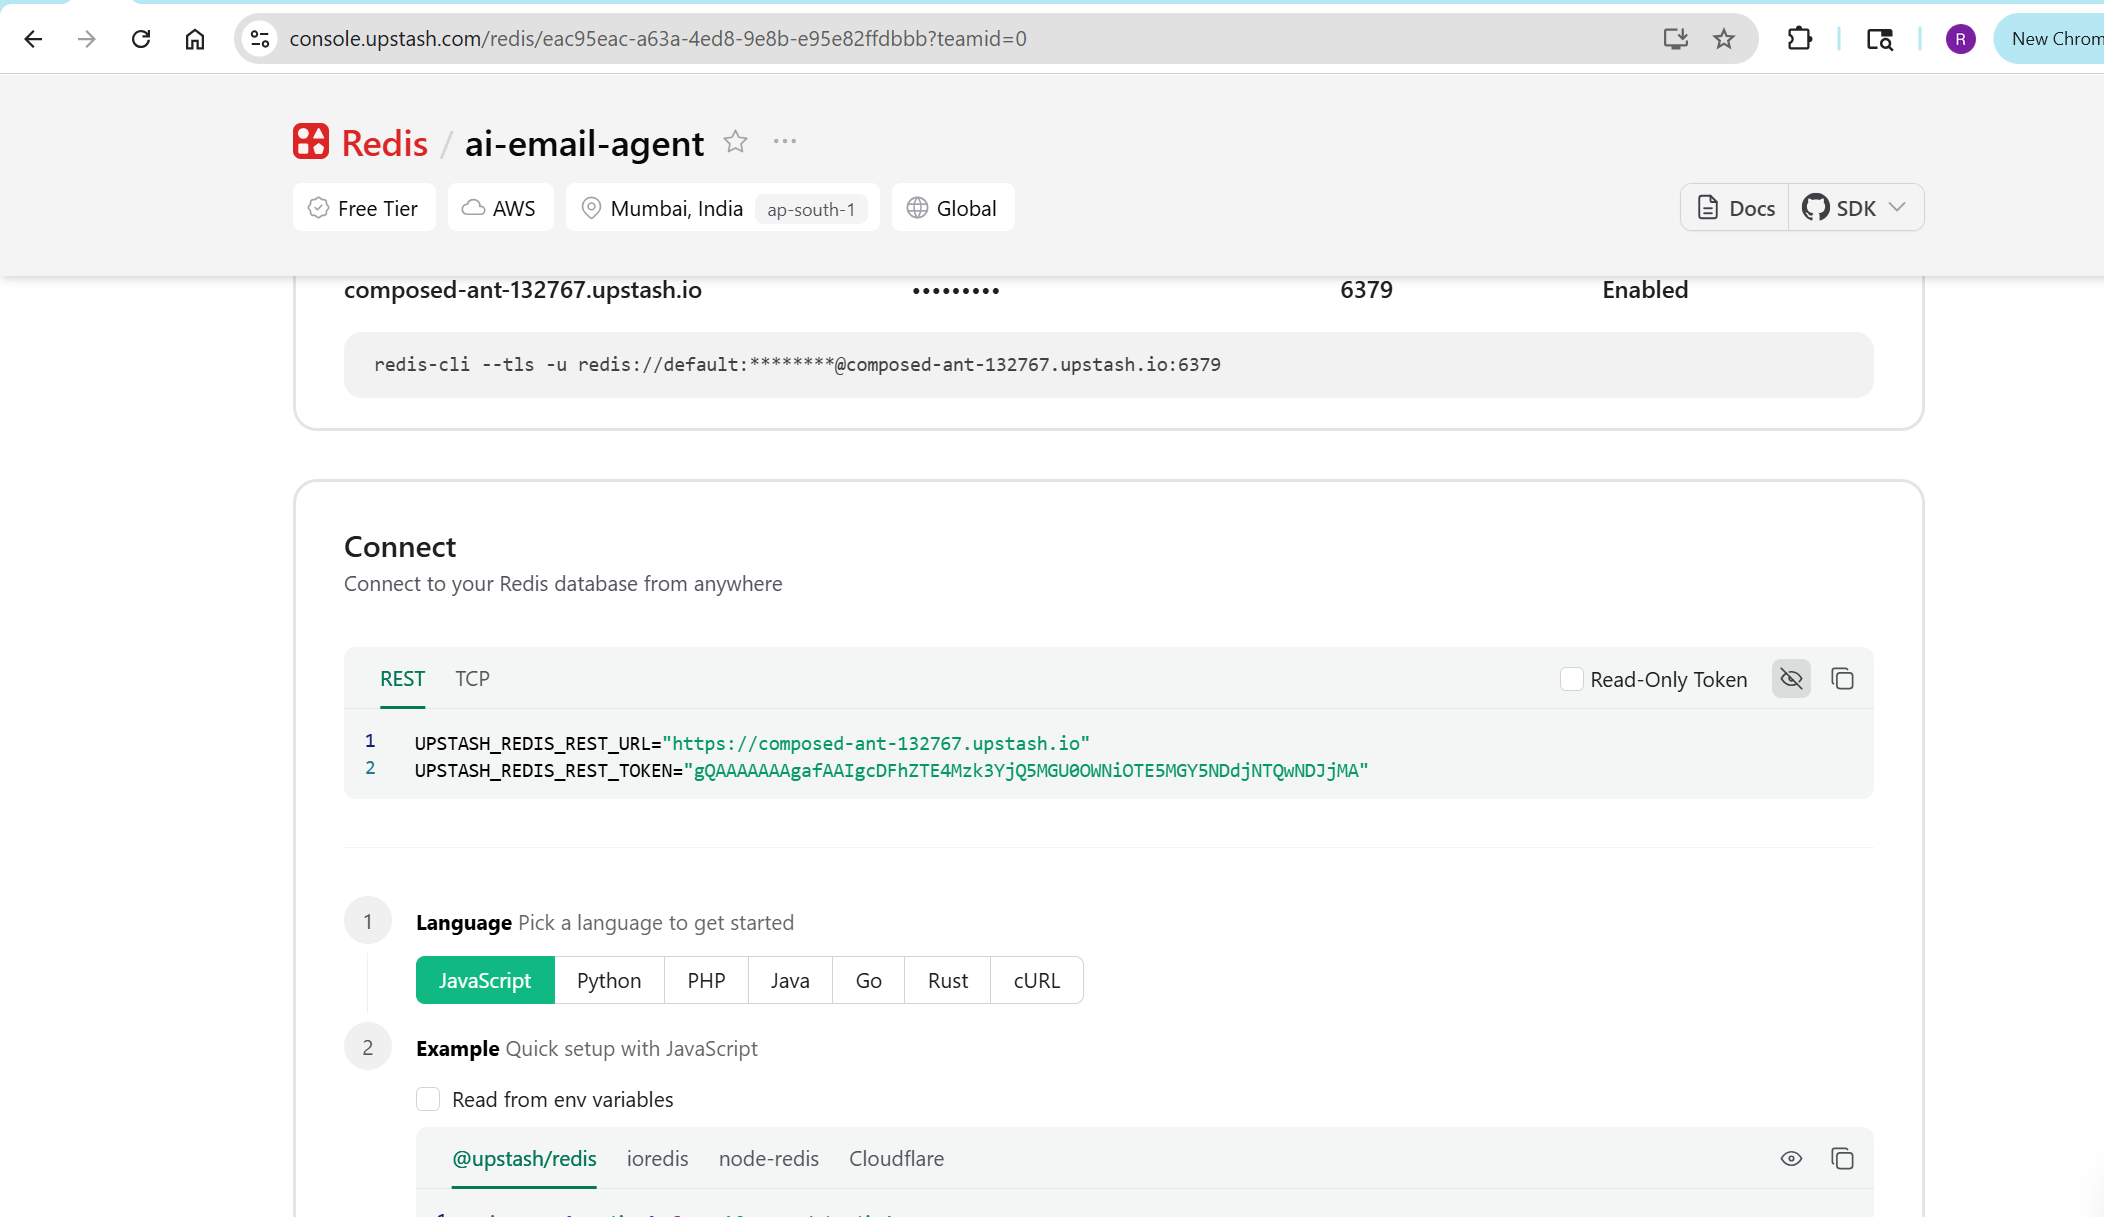 console.upstash.com/redis/eac95eac-a63a-4ed8-9e8b-e95e82ffdbbb?teamid=0
R
New Chrom
Redis / ai-email-agent
Free Tier
AWS
Mumbai, India ap-south-1
Global
Docs
SDK
composed-ant-132767.upstash.io ••••••••• 6379 Enabled
redis-cli --tls -u redis://default:********@composed-ant-132767.upstash.io:6379
Connect
Connect to your Redis database from anywhere
REST TCP Read-Only Token
1 UPSTASH_REDIS_REST_URL="https://composed-ant-132767.upstash.io"
2 UPSTASH_REDIS_REST_TOKEN="gQAAAAAAAgafAAIgcDFhZTE4Mzk3YjQ5MGU0OWNiOTE5MGY5NDdjNTQwNDJjMA"
1 Language Pick a language to get started
JavaScript Python PHP Java Go Rust cURL
2 Example Quick setup with JavaScript
Read from env variables
@upstash/redis ioredis node-redis Cloudflare